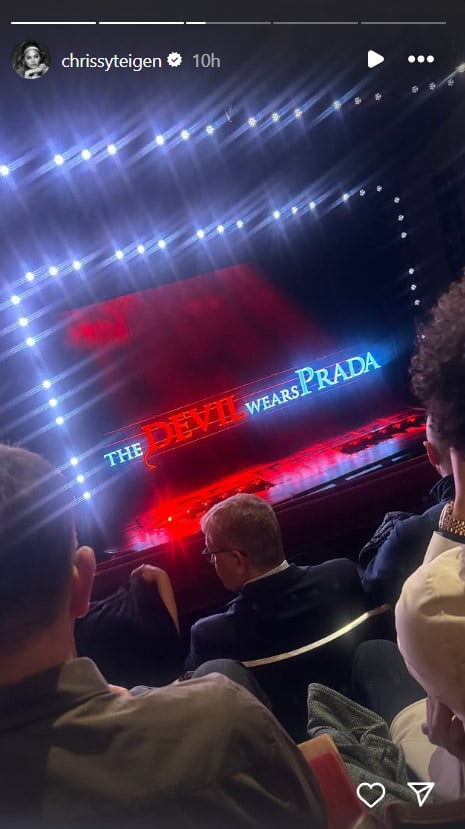 chrissyteigen 10h
THE DEVIL WEARS PRADA